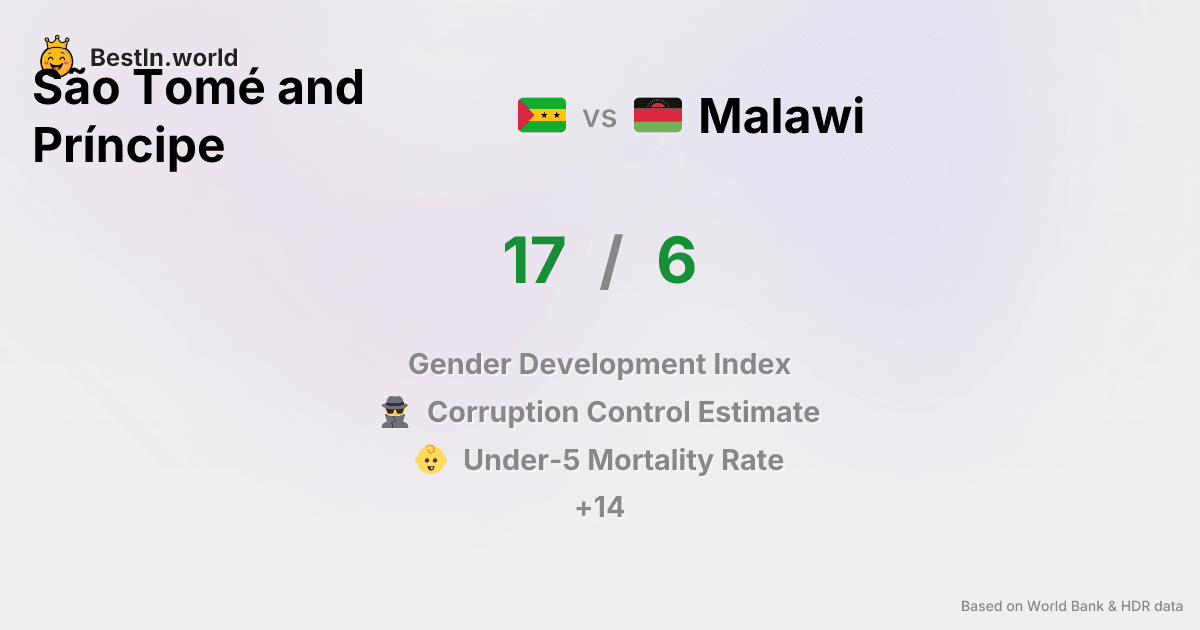 BestIn.world
São Tomé and
Príncipe
vs
Malawi
17 / 6
Gender Development Index
Corruption Control Estimate
Under-5 Mortality Rate
+14
Based on World Bank & HDR data